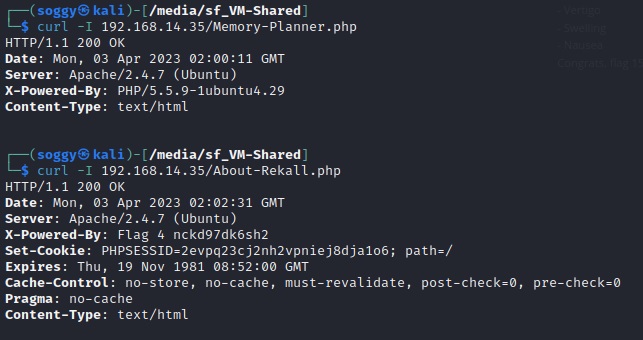 ┌──(soggy㉿kali)-[/media/sf_VM-Shared]
└─$ curl -I 192.168.14.35/Memory-Planner.php
HTTP/1.1 200 OK
Date: Mon, 03 Apr 2023 02:00:11 GMT
Server: Apache/2.4.7 (Ubuntu)
X-Powered-By: PHP/5.5.9-1ubuntu4.29
Content-Type: text/html
┌──(soggy㉿kali)-[/media/sf_VM-Shared]
└─$ curl -I 192.168.14.35/About-Rekall.php
HTTP/1.1 200 OK
Date: Mon, 03 Apr 2023 02:02:31 GMT
Server: Apache/2.4.7 (Ubuntu)
X-Powered-By: Flag 4 nckd97dk6sh2
Set-Cookie: PHPSESSID=2evpq23cj2nh2vpniej8dja1o6; path=/
Expires: Thu, 19 Nov 1981 08:52:00 GMT
Cache-Control: no-store, no-cache, must-revalidate, post-check=0, pre-check=0
Pragma: no-cache
Content-Type: text/html
- Vertigo
- Swelling
- Nausea
Congrats, flag 15